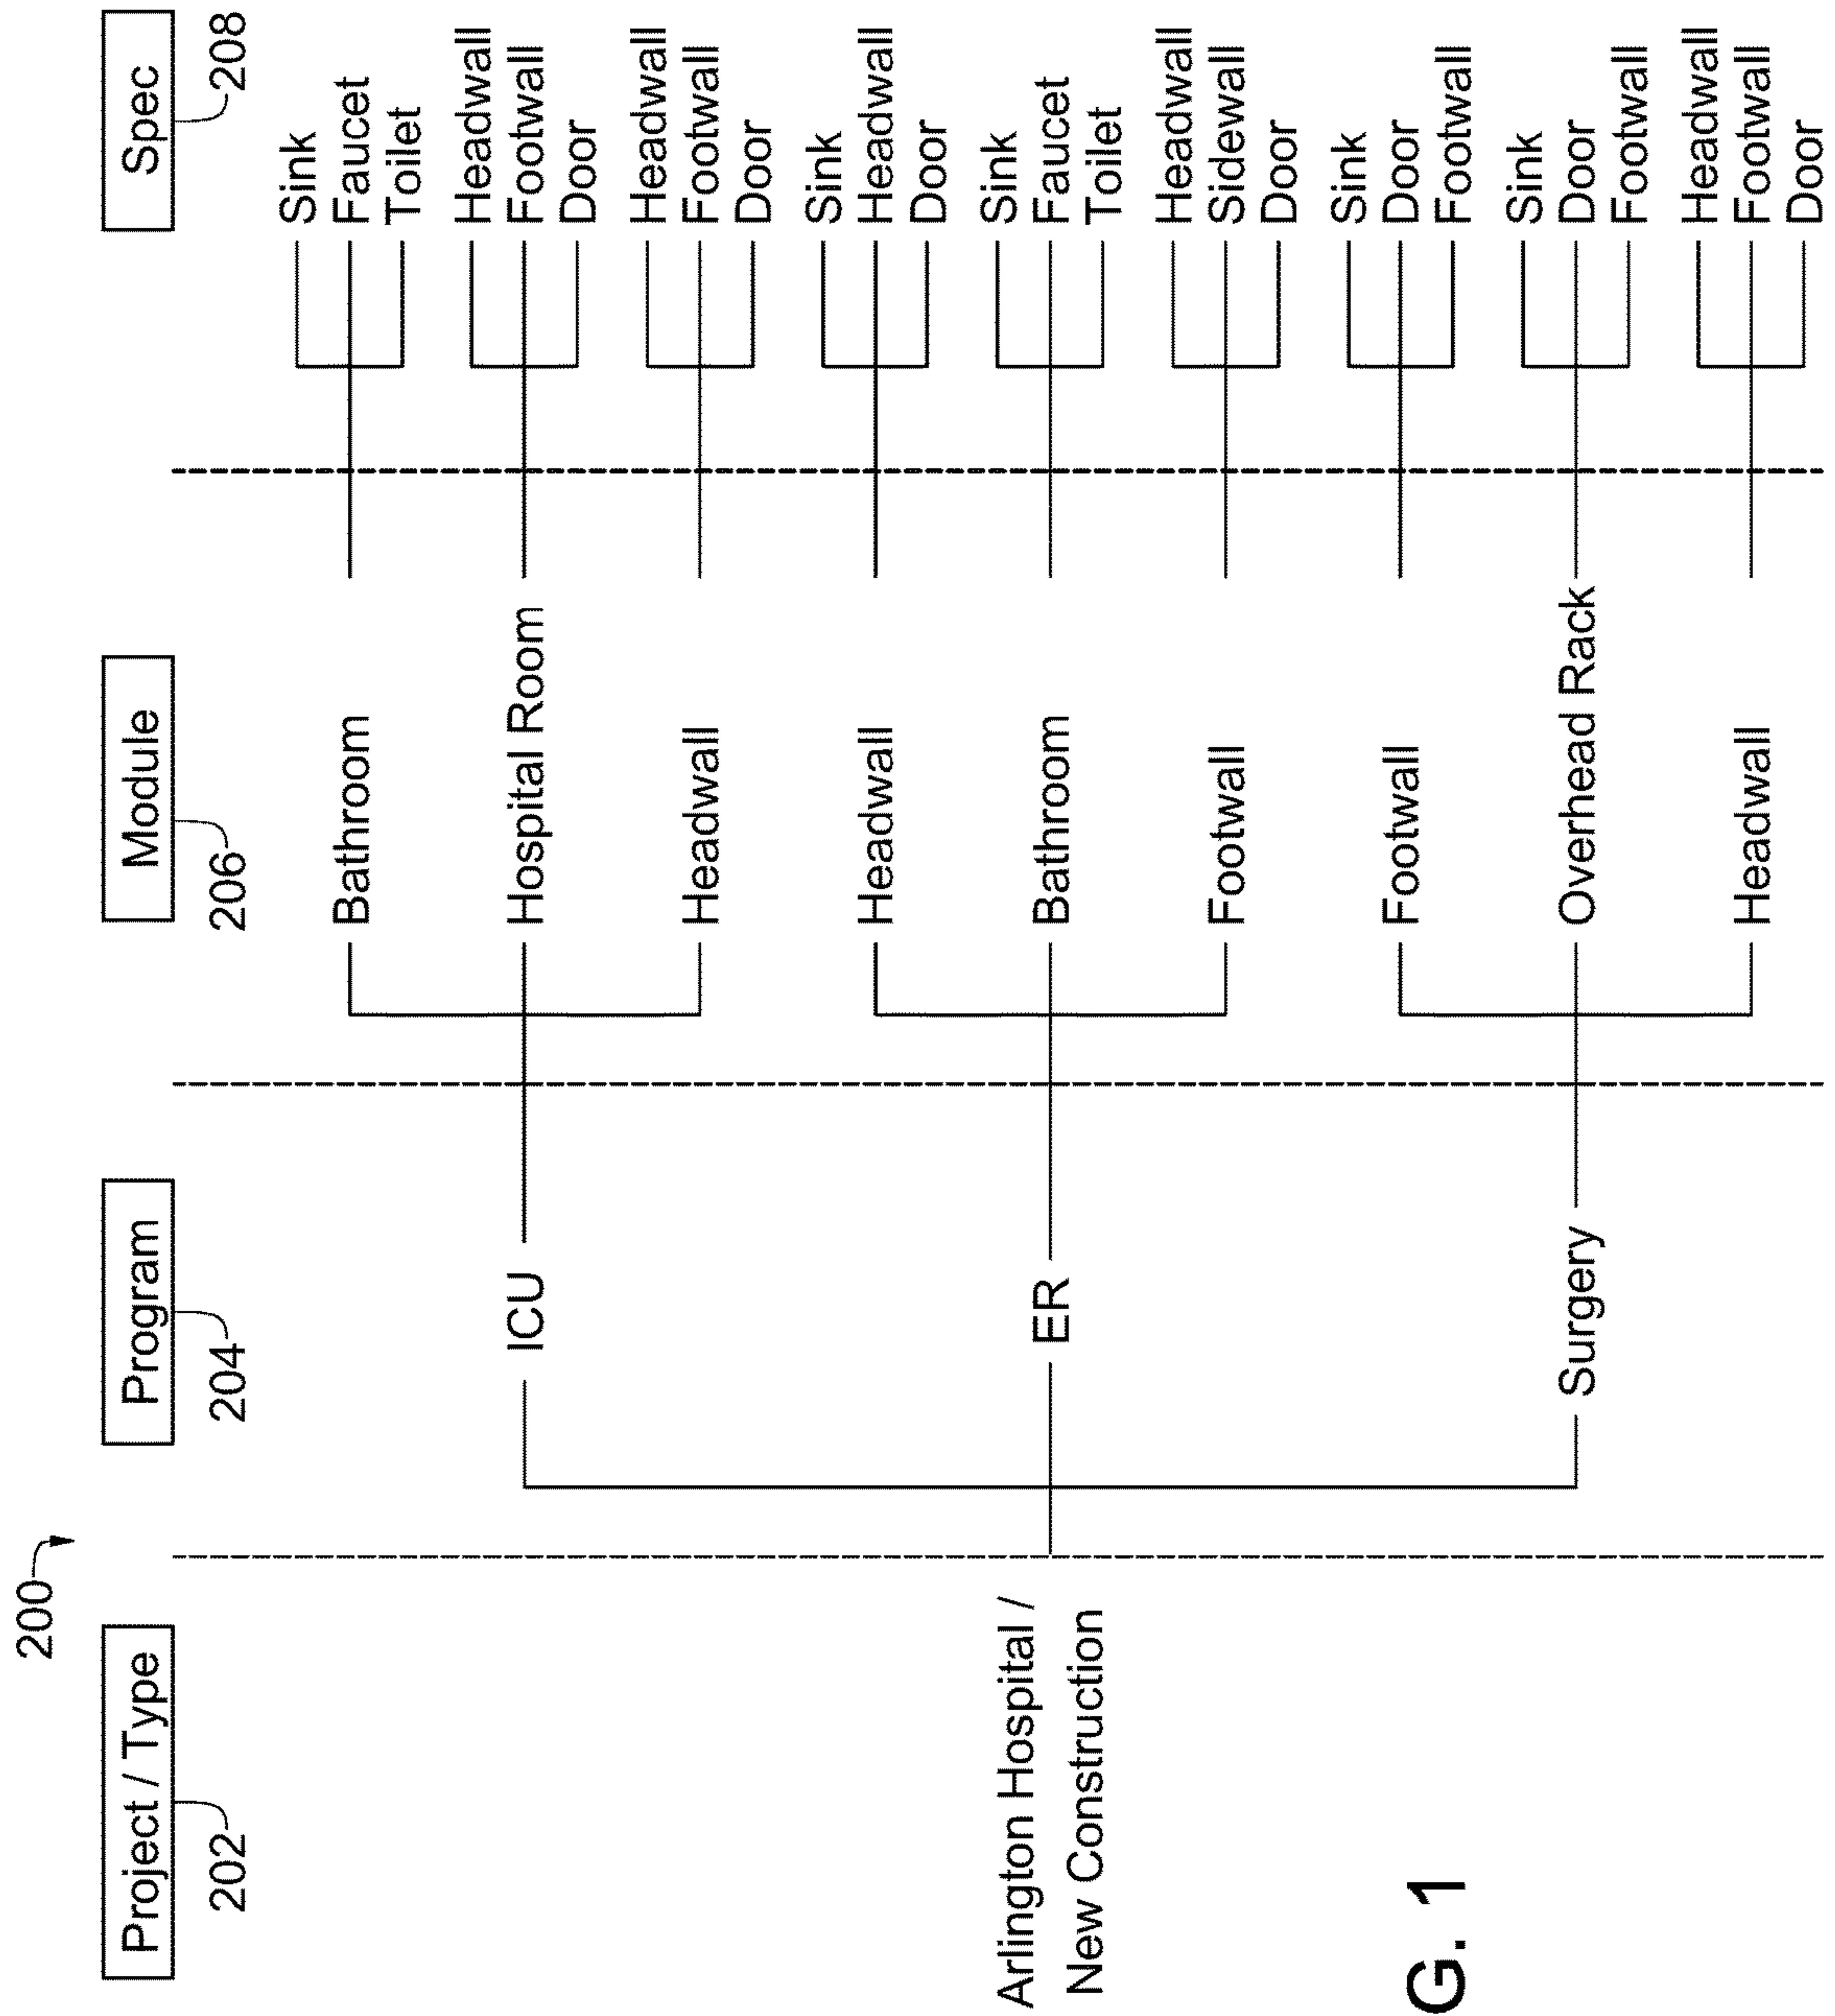 200
Project / Type
Program
Module
Spec
202
204
206
208
Arlington Hospital /
New Construction
ICU
ER
Surgery
Bathroom
Hospital Room
Headwall
Headwall
Bathroom
Footwall
Footwall
Overhead Rack
Headwall
Sink
Faucet
Toilet
Headwall
Footwall
Door
Headwall
Footwall
Door
Sink
Headwall
Door
Sink
Faucet
Toilet
Headwall
Sidewall
Door
Sink
Door
Footwall
Sink
Door
Footwall
Headwall
Footwall
Door
G. 1